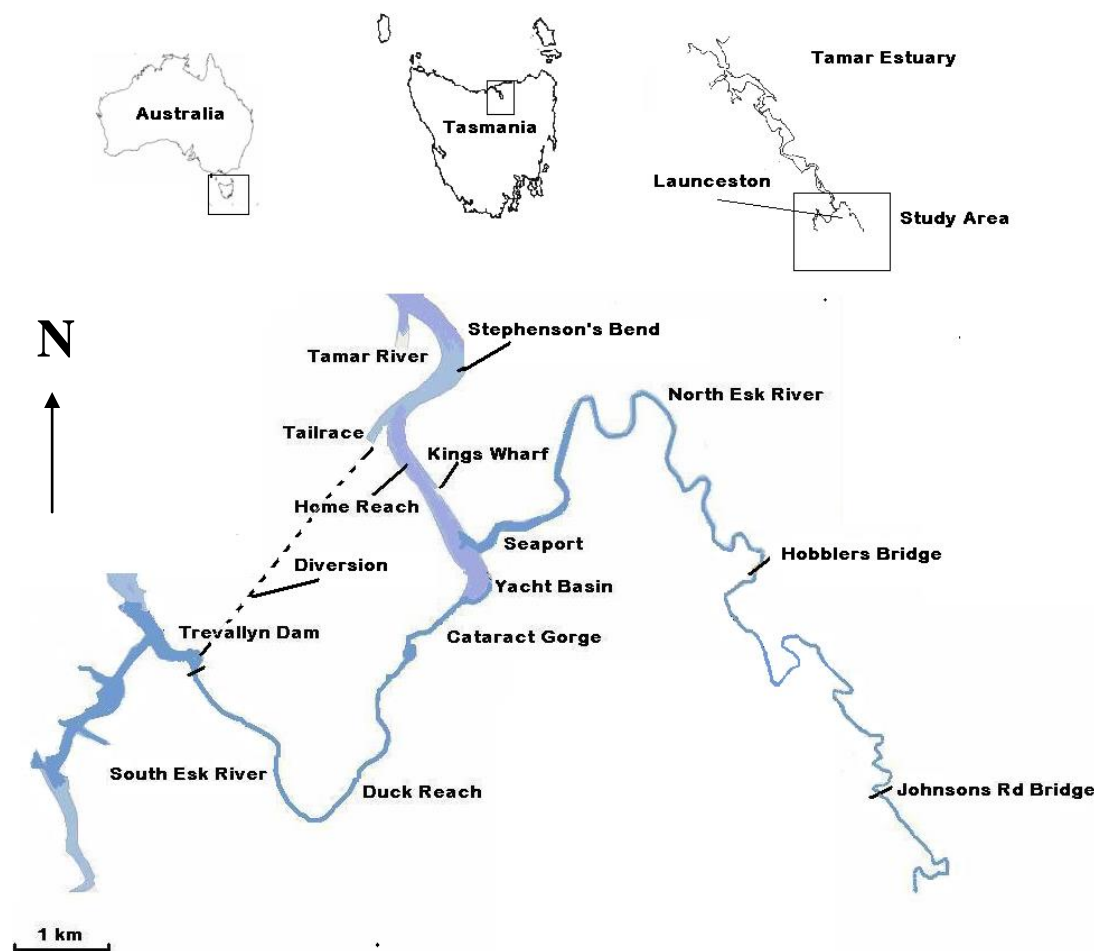 Tamar Estuary
Australia
Tasmania
Launceston
Study Area
N
Stephenson's Bend
Tamar River
North Esk River
Tailrace
Kings Wharf
Home Reach
Seaport
Hobblers Bridge
Diversion
Yacht Basin
Trevallyn Dam
Cataract Gorge
South Esk River
Duck Reach
Johnsons Rd Bridge
1 km